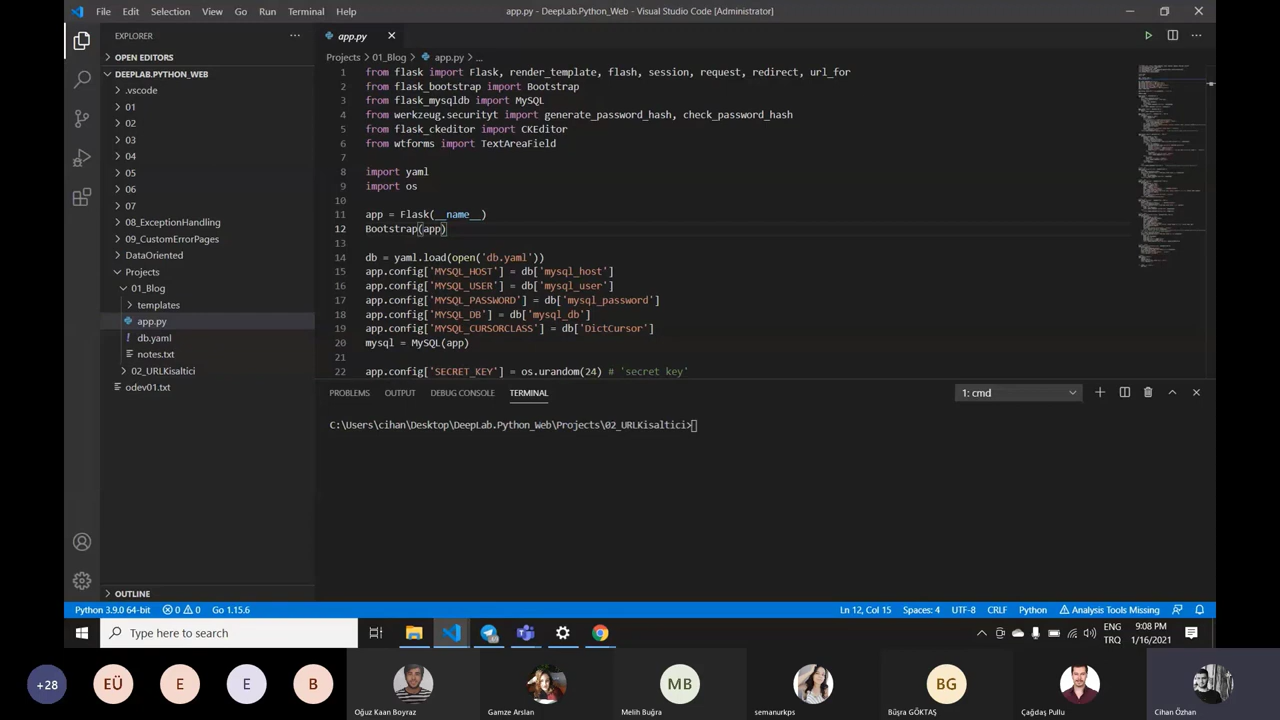 File Edit Selection View Go Run Terminal Help
app.py - DeepLab.Python_Web - Visual Studio Code [Administrator]
EXPLORER
OPEN EDITORS
DEEPLAB.PYTHON_WEB
.vscode
01
02
03
04
05
06
07
08_ExceptionHandling
09_CustomErrorPages
DataOriented
Projects
01_Blog
templates
app.py
db.yaml
notes.txt
02_URLKisaltici
odev01.txt
OUTLINE
app.py
Projects > 01_Blog > app.py > ...
1 from flask import Flask, render_template, flash, session, request, redirect, url_for
2 from flask_bootstrap import Bootstrap
3 from flask_mysqldb import MySQL
4 from werkzeug.securityt import generate_password_hash, check_password_hash
5 from flask_ckeditor import CKEditor
6 from wtforms import TextAreaField
7
8 import yaml
9 import os
10
11 app = Flask(__name__)
12 Bootstrap(app)
13
14 db = yaml.load(open('db.yaml'))
15 app.config['MYSQL_HOST'] = db['mysql_host']
16 app.config['MYSQL_USER'] = db['mysql_user']
17 app.config['MYSQL_PASSWORD'] = db['mysql_password']
18 app.config['MYSQL_DB'] = db['mysql_db']
19 app.config['MYSQL_CURSORCLASS'] = db['DictCursor']
20 mysql = MySQL(app)
21
22 app.config['SECRET_KEY'] = os.urandom(24) # 'secret key'
PROBLEMS OUTPUT DEBUG CONSOLE TERMINAL
1: cmd
C:\Users\cihan\Desktop\DeepLab.Python_Web\Projects\02_URLKisaltici>
Python 3.9.0 64-bit 0 0 Go 1.15.6
Ln 12, Col 15 Spaces: 4 UTF-8 CRLF Python Analysis Tools Missing
Type here to search
ENG
TRQ
9:08 PM
1/16/2021
+28
EÜ
E
E
B
MB
BG
Oğuz Kaan Boyraz
Gamze Arslan
Melih Buğra
semanurkps
Büşra GÖKTAŞ
Çağdaş Pullu
Cihan Özhan